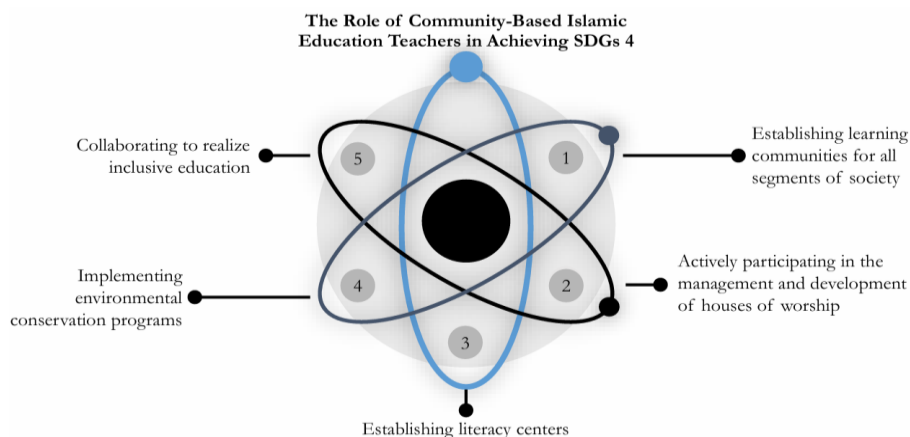 The Role of Community-Based Islamic
Education Teachers in Achieving SDGs 4
1
Establishing learning
communities for all
segments of society
2
Actively participating in the
management and development
of houses of worship
3
Establishing literacy centers
4
Implementing
environmental
conservation programs
5
Collaborating to realize
inclusive education